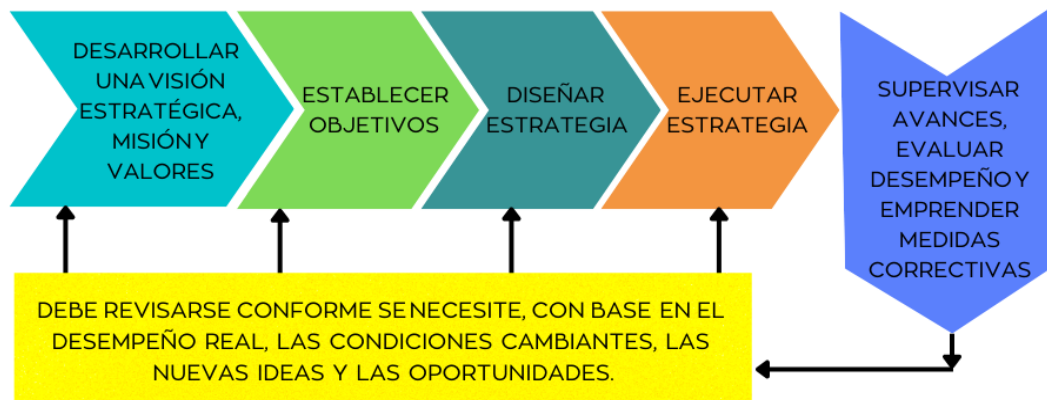 DESARROLLAR
UNA VISIÓN
ESTRATÉGICA,
MISIÓN Y
VALORES
ESTABLECER
OBJETIVOS
DISEÑAR
ESTRATEGIA
EJECUTAR
ESTRATEGIA
SUPERVISAR
AVANCES,
EVALUAR
DESEMPEÑO Y
EMPRENDER
MEDIDAS
CORRECTIVAS
DEBE REVISARSE CONFORME SE NECESITE, CON BASE EN EL
DESEMPEÑO REAL, LAS CONDICIONES CAMBIANTES, LAS
NUEVAS IDEAS Y LAS OPORTUNIDADES.